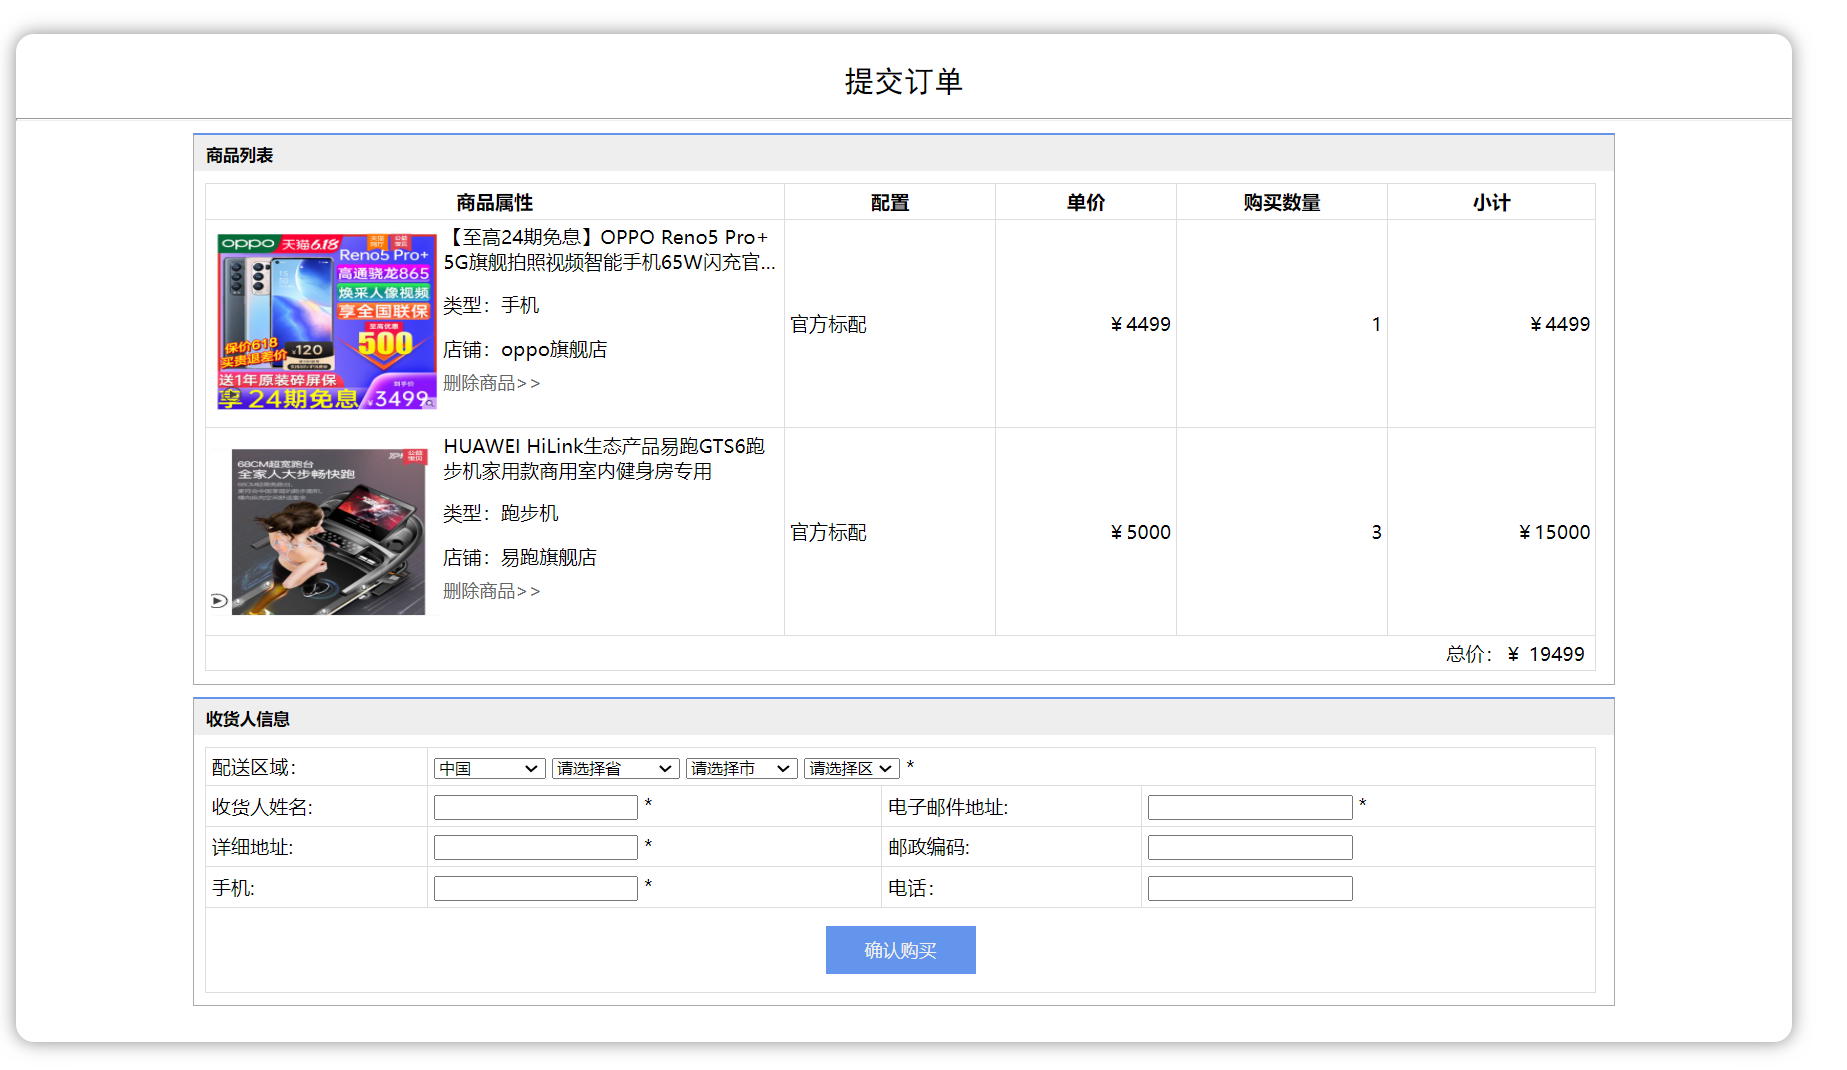 提交订单
商品列表
商品属性
配置
单价
购买数量
小计
oppo 天猫6.18
Reno5 Pro+
高通骁龙865
焕采人像视频
享全国联保
至高优惠
500
保价618
买贵退差价
120
送1年原装碎屏保
享 24期免息
到手价
¥3499
【至高24期免息】OPPO Reno5 Pro+
5G旗舰拍照视频智能手机65W闪充官...
类型：手机
店铺：oppo旗舰店
删除商品>>
官方标配
¥4499
1
¥4499
公益宝贝
68CM超宽跑台
全家人大步畅快跑
HUAWEI HiLink生态产品易跑GTS6跑
步机家用款商用室内健身房专用
类型：跑步机
店铺：易跑旗舰店
删除商品>>
官方标配
¥5000
3
¥15000
总价：¥ 19499
收货人信息
配送区域：
中国 请选择省 请选择市 请选择区 *
收货人姓名:
*
电子邮件地址:
*
详细地址:
*
邮政编码:
手机:
*
电话：
确认购买